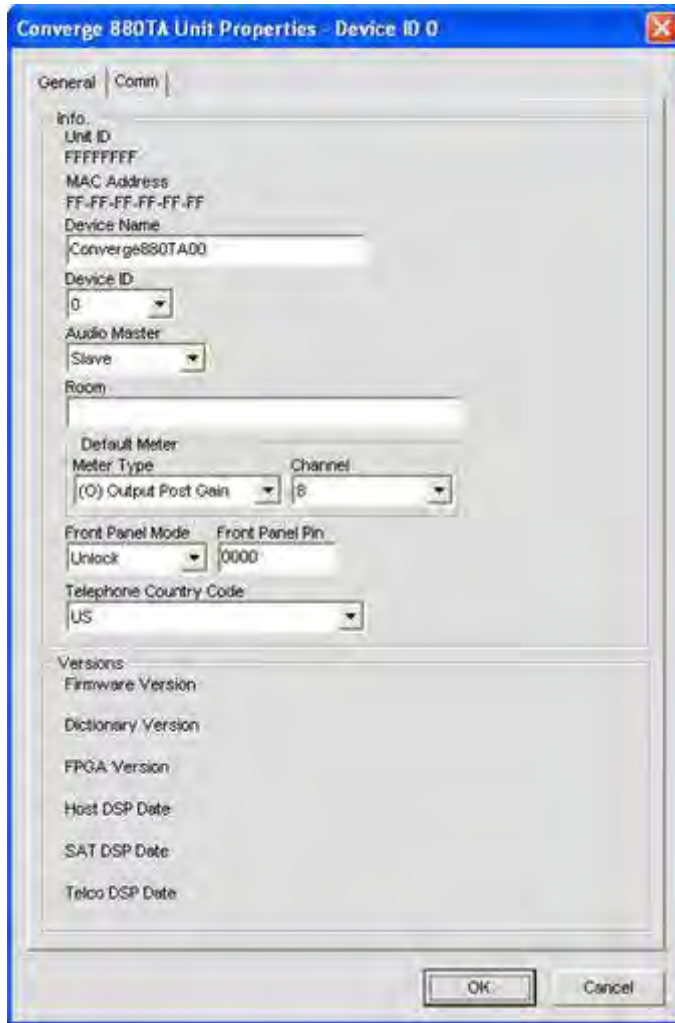 Converge 880TA Unit Properties - Device ID 0
General Comm
Info.
Unit ID
FFFFFFFF
MAC Address
FF-FF-FF-FF-FF-FF
Device Name
Converge880TA00
Device ID
0
Audio Master
Slave
Room
Default Meter
Meter Type Channel
(O) Output Post Gain 8
Front Panel Mode Front Panel Pin
Unlock 0000
Telephone Country Code
US
Versions
Firmware Version
Dictionary Version
FPGA Version
Host DSP Date
SAT DSP Date
Telco DSP Date
OK Cancel